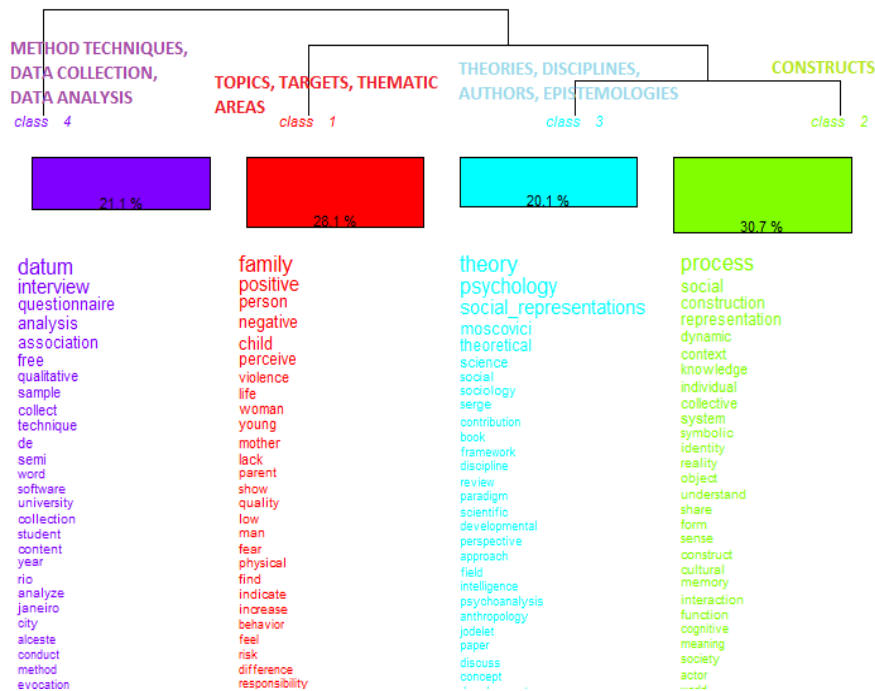 METHOD TECHNIQUES,
DATA COLLECTION,
DATA ANALYSIS
class 4
TOPICS, TARGETS, THEMATIC
AREAS
class 1
THEORIES, DISCIPLINES,
AUTHORS, EPISTEMOLOGIES
class 3
CONSTRUCTS
class 2
21.1 %
28.1 %
20.1 %
30.7 %
datum
interview
questionnaire
analysis
association
free
qualitative
sample
collect
technique
de
semi
word
software
university
collection
student
content
year
rio
analyze
janeiro
city
alceste
conduct
method
evocation
family
positive
person
negative
child
perceive
violence
life
woman
young
mother
lack
parent
show
quality
low
man
fear
physical
find
indicate
increase
behavior
feel
risk
difference
responsibility
theory
psychology
social_representations
moscovici
theoretical
science
social
sociology
serge
contribution
book
framework
discipline
review
paradigm
scientific
developmental
perspective
approach
field
intelligence
psychoanalysis
anthropology
jodelet
paper
discuss
concept
process
social
construction
representation
dynamic
context
knowledge
individual
collective
system
symbolic
identity
reality
object
understand
share
form
sense
construct
cultural
memory
interaction
function
cognitive
meaning
society
actor